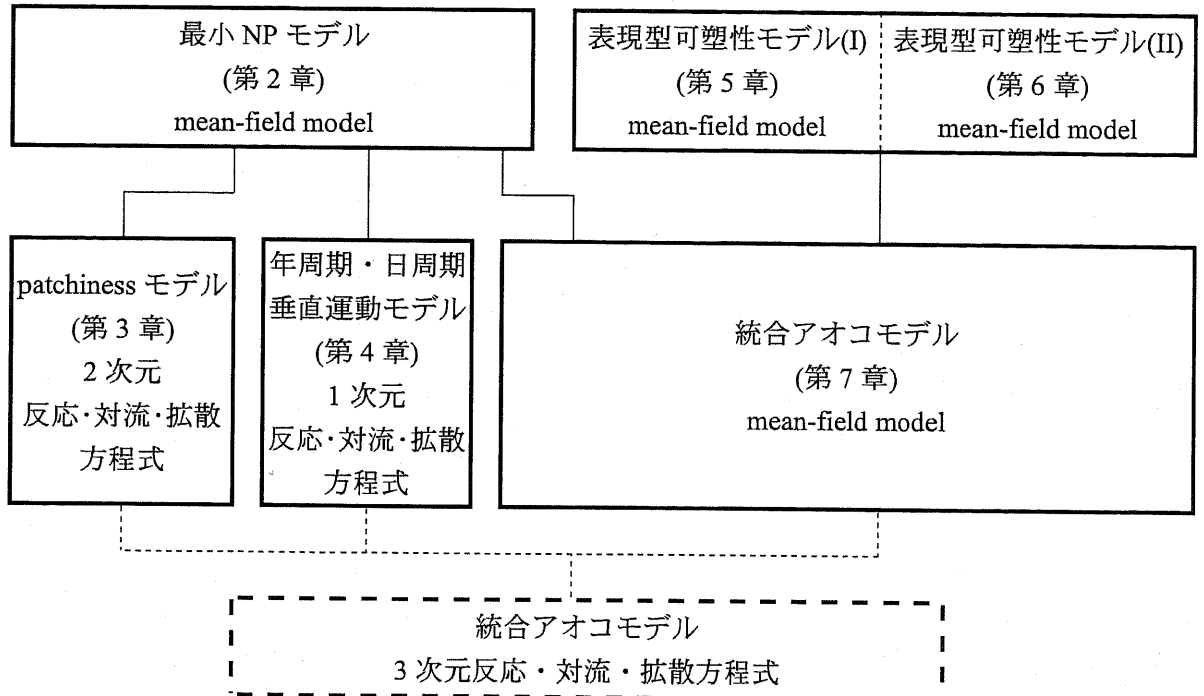 最小 NP モデル
(第 2 章)
mean-field model
表現型可塑性モデル(I)
(第 5 章)
mean-field model
表現型可塑性モデル(II)
(第 6 章)
mean-field model
patchiness モデル
(第 3 章)
2 次元
反応・対流・拡散
方程式
年周期・日周期
垂直運動モデル
(第 4 章)
1 次元
反応・対流・拡散
方程式
統合アオコモデル
(第 7 章)
mean-field model
統合アオコモデル
3 次元反応・対流・拡散方程式